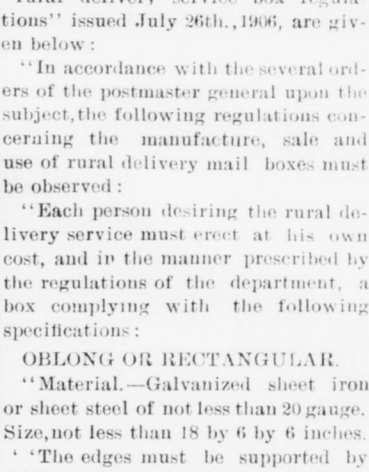 rural delivery service box regula-
tions" issued July 26th.,1906, are giv-
en below:
"In accordance with the several ord-
ers of the postmaster general upon the
subject,the following regulations con-
cerning the manufacture, sale and
use of rural delivery mail boxes must
be observed:
"Each person desiring the rural de-
livery service must erect at his own
cost, and in the manner prescribed by
the regulations of the department, a
box complying with the following
specifications:
OBLONG OR RECTANGULAR.
"Material.—Galvanized sheet iron
or sheet steel of not less than 20 gauge.
Size,not less than 18 by 6 by 6 inches.
' 'The edges must be supported by